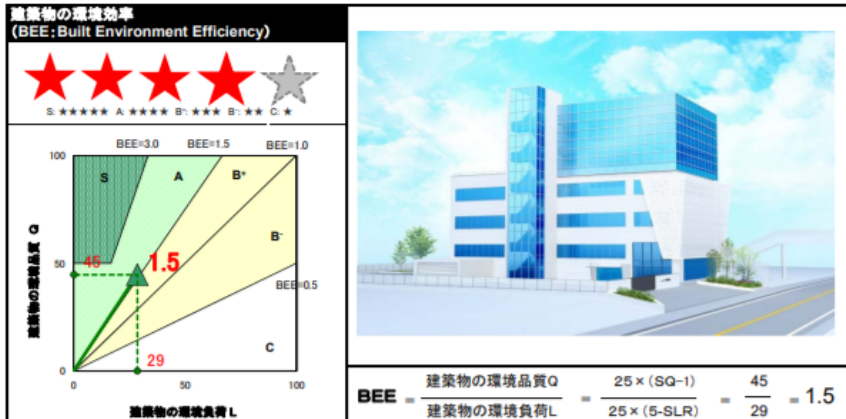 建築物の環境効率
(BEE:Built Environment Efficiency)
S: ★★★★★ A: ★★★★ B⁺: ★★★ B⁻: ★★ C: ★
BEE=3.0 BEE=1.5 BEE=1.0
100
S A B⁺
B⁻
50
45 1.5
BEE=0.5
29
C
0
0 50 100
建築物の環境品質 Q
建築物の環境負荷 L
BEE = 建築物の環境品質Q / 建築物の環境負荷L = 25×(SQ-1) / 25×(5-SLR) = 45 / 29 = 1.5